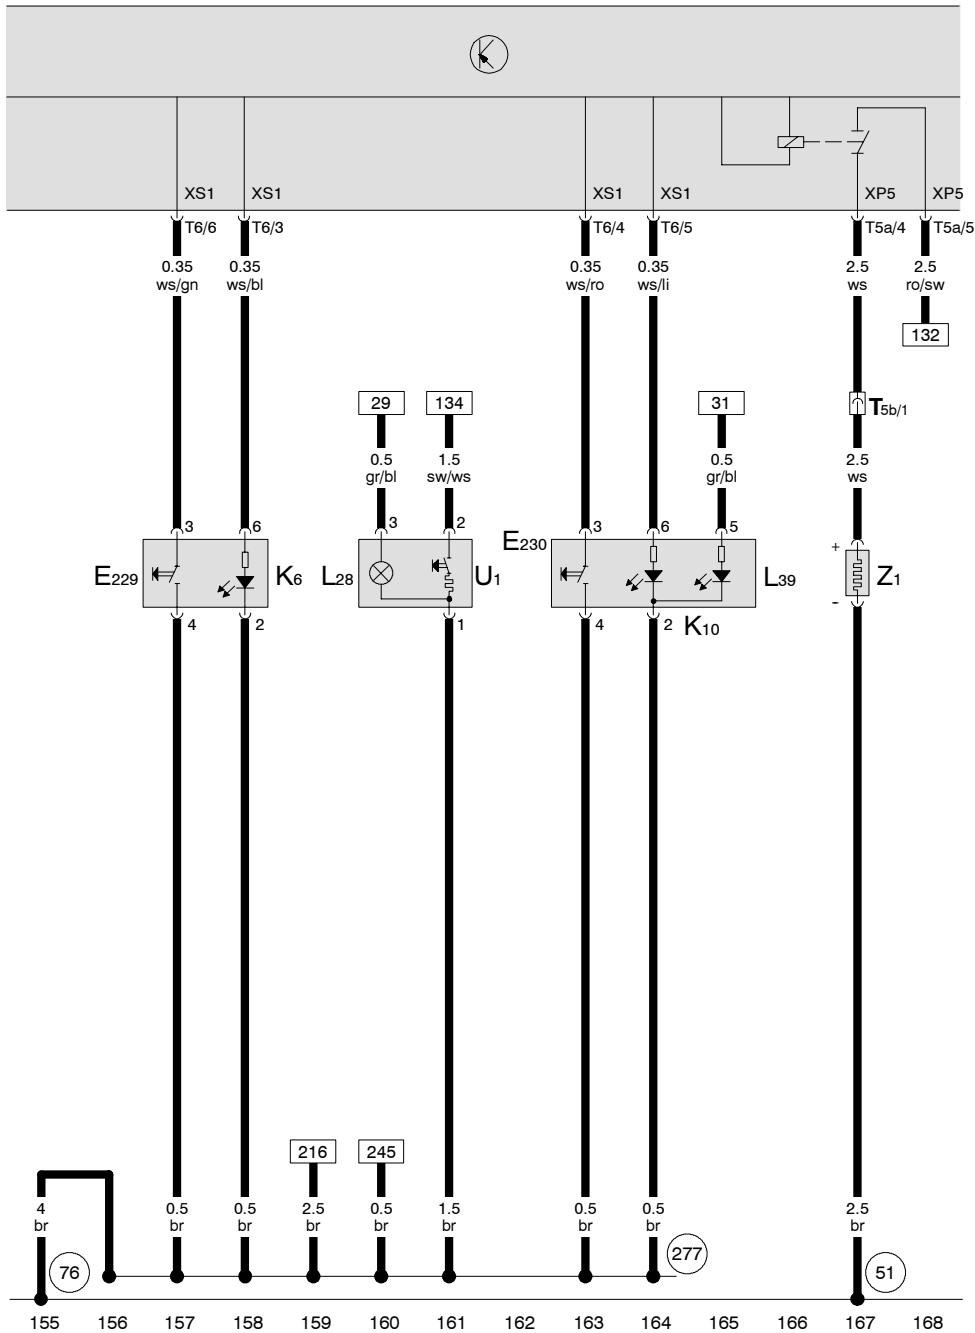 XS1 XS1 XS1 XS1 XP5 XP5
T6/6 T6/3 T6/4 T6/5 T5a/4 T5a/5
0.35 0.35 0.35 0.35 2.5 2.5
ws/gn ws/bl ws/ro ws/li ws ro/sw
132
29 134 31
T5b/1
0.5 1.5 0.5 2.5
gr/bl sw/ws gr/bl ws
3 6 3 2 3 6 5
E230
+
E229 K6 L28 U1 L39 Z1
-
4 2 1 4 2 K10
216 245
4 0.5 0.5 2.5 0.5 1.5 0.5 0.5 2.5
br br br br br br br br br
277
76 51
155 156 157 158 159 160 161 162 163 164 165 166 167 168